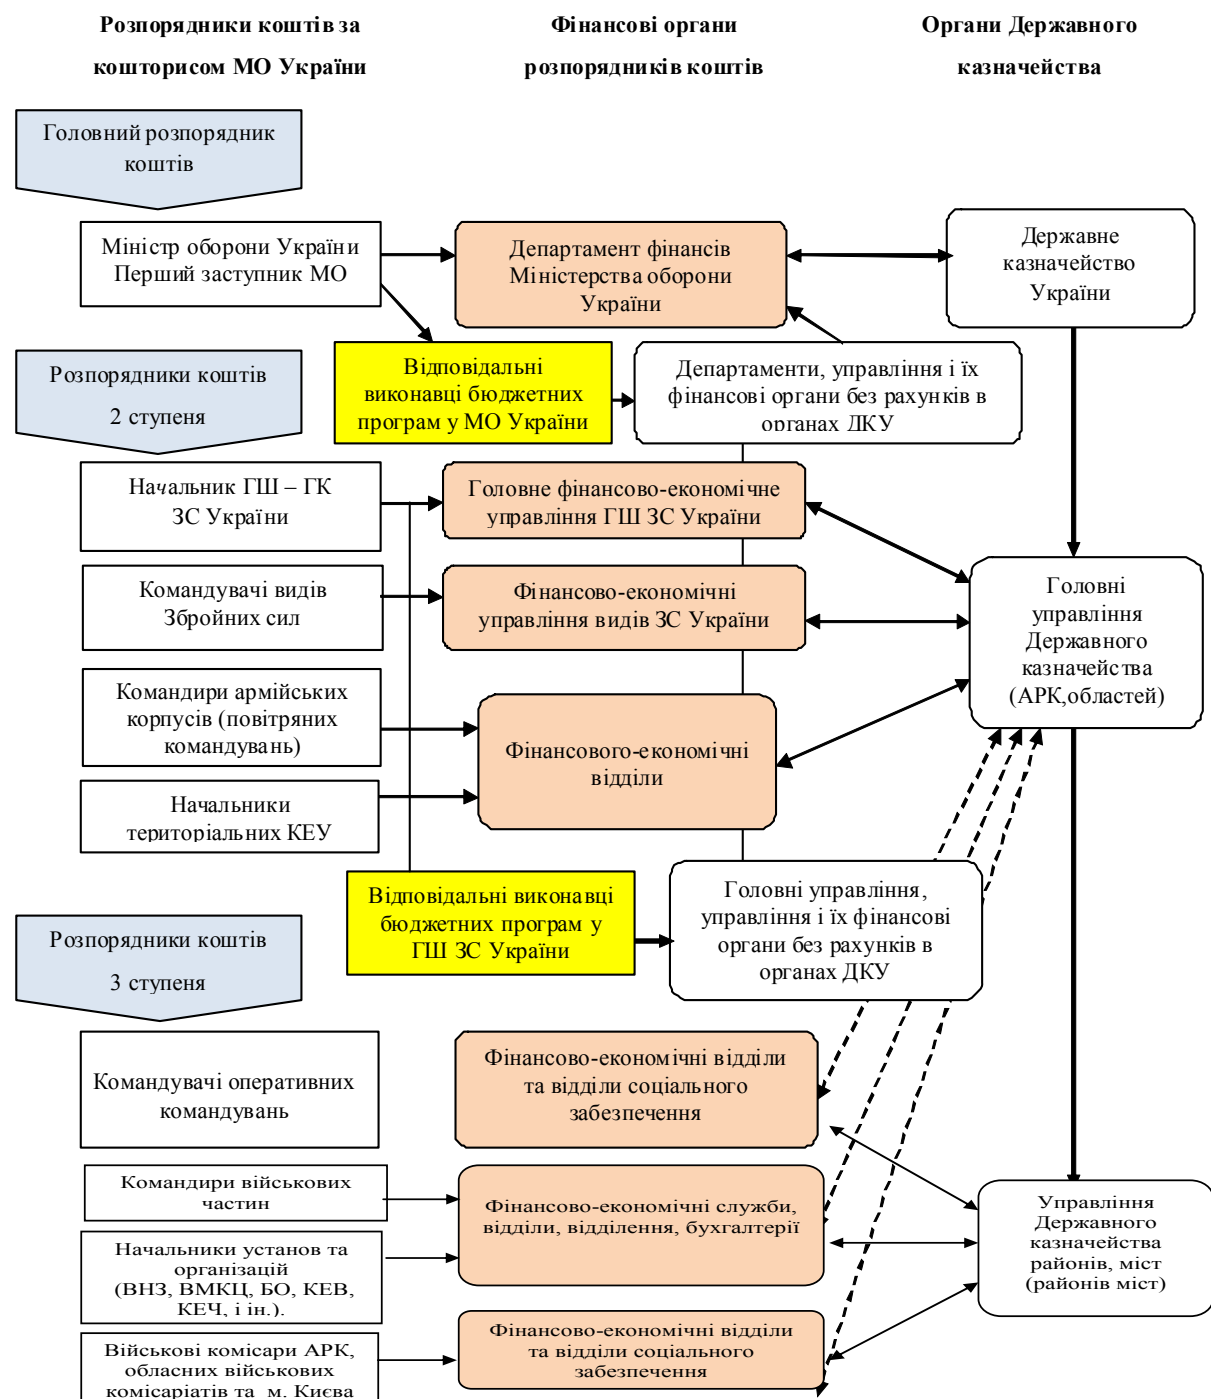 Розпорядники коштів за
кошторисом МО України
Фінансові органи
розпорядників коштів
Органи Державного
казначейства
Головний розпорядник
коштів
Міністр оборони України
Перший заступник МО
Департамент фінансів
Міністерства оборони
України
Державне
казначейство
України
Розпорядники коштів
2 ступеня
Відповідальні
виконавці бюджетних
програм у МО України
Департаменти, управління і їх
фінансові органи без рахунків в
органах ДКУ
Начальник ГШ – ГК
ЗС України
Головне фінансово-економічне
управління ГШ ЗС України
Командувачі видів
Збройних сил
Фінансово-економічні
управління видів ЗС України
Головні
управління
Державного
казначейства
(АРК,областей)
Командири армійських
корпусів (повітряних
командувань)
Фінансового-економічні
відділи
Начальники
територіальних КЕУ
Відповідальні виконавці
бюджетних програм у
ГШ ЗС України
Головні управління,
управління і їх фінансові
органи без рахунків в
органах ДКУ
Розпорядники коштів
3 ступеня
Командувачі оперативних
командувань
Фінансово-економічні відділи
та відділи соціального
забезпечення
Командири військових
частин
Фінансово-економічні служби,
відділи, відділення, бухгалтерії
Управління
Державного
казначейства
районів, міст
(районів міст)
Начальники установ та
організацій
(ВНЗ, ВМКЦ, БО, КЕВ,
КЕЧ, і ін.).
Військові комісари АРК,
обласних військових
комісаріатів та м. Києва
Фінансово-економічні відділи
та відділи соціального
забезпечення